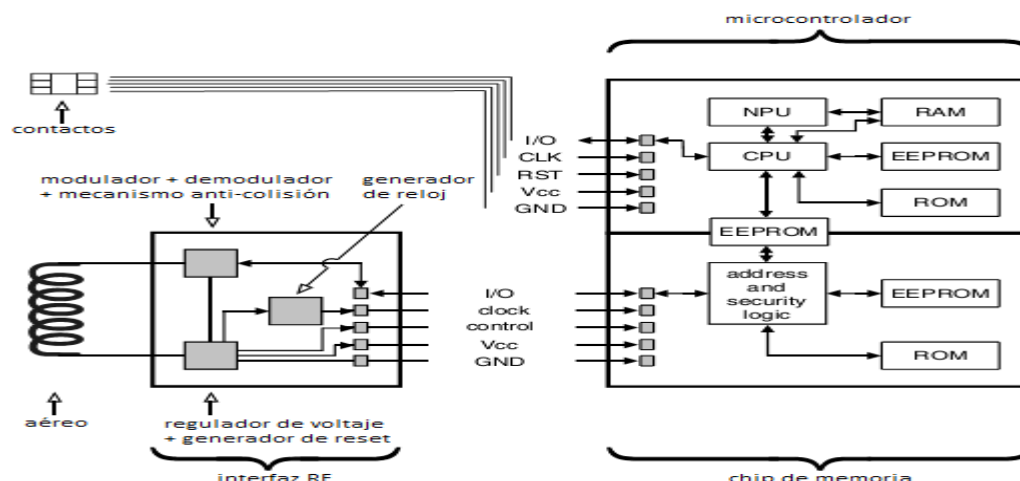 microcontrolador
contactos
NPU
RAM
I/O
CPU
EEPROM
CLK
RST
Vcc
ROM
GND
modulador + demodulador
+ mecanismo anti-colisión
generador
de reloj
EEPROM
address
and
security
logic
I/O
clock
control
Vcc
GND
EEPROM
ROM
aéreo
regulador de voltaje
+ generador de reset
interfaz RF
chip de memoria